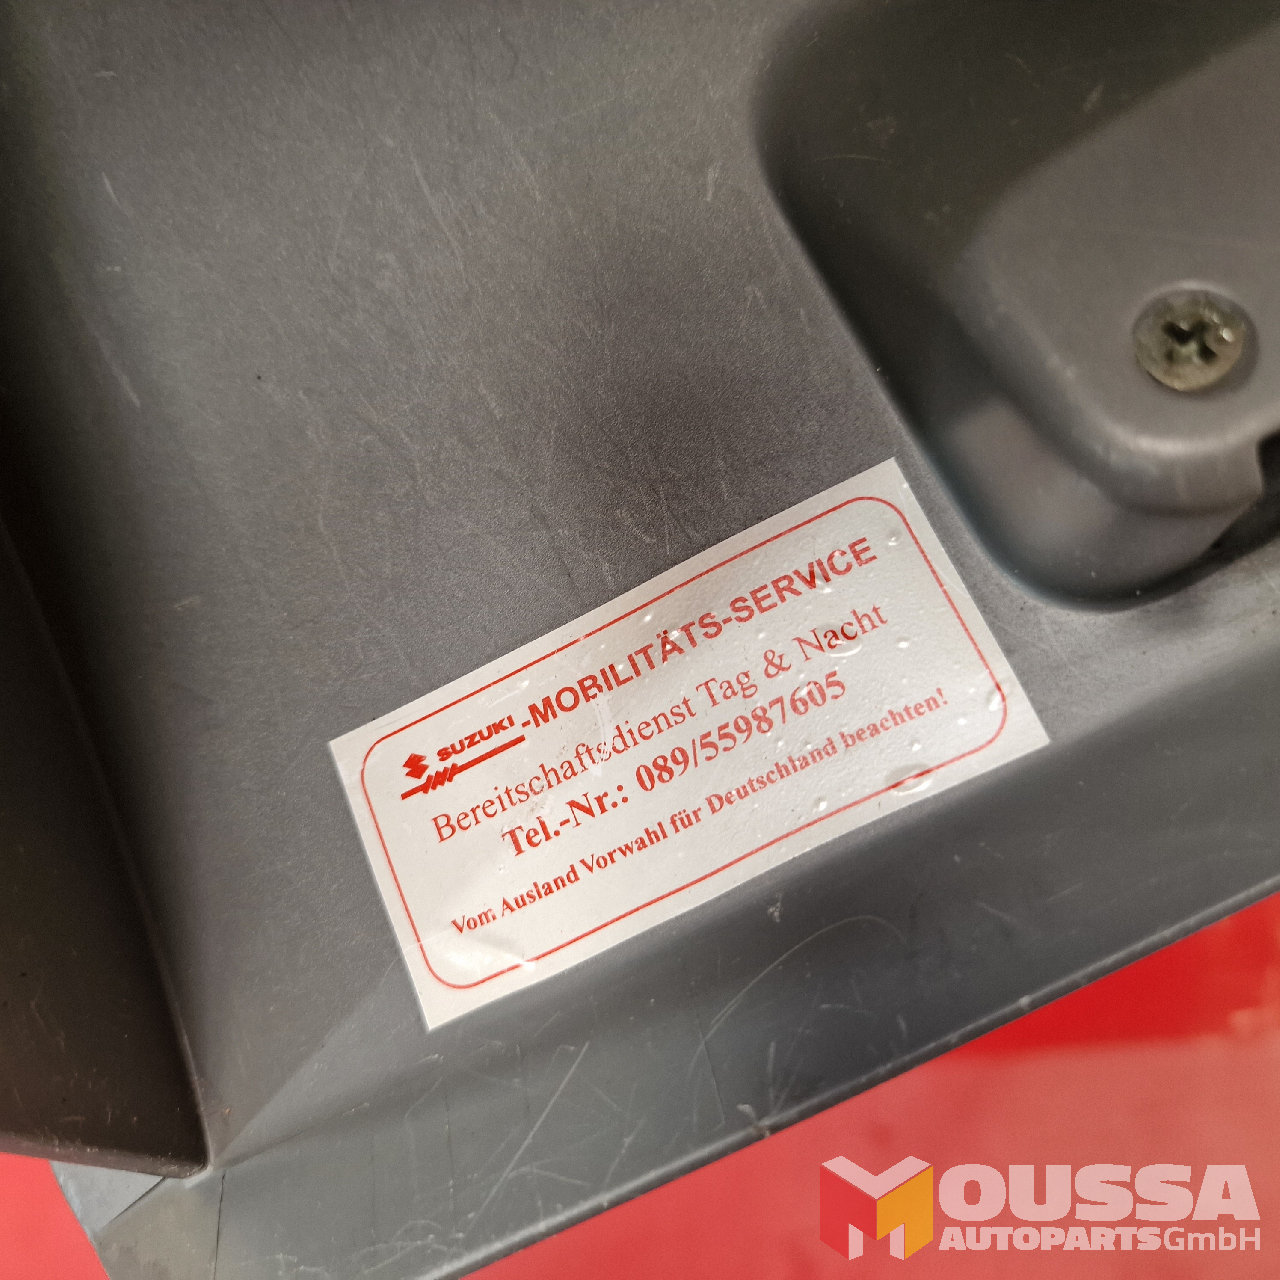 SUZUKI -MOBILITÄTS-SERVICE
Bereitschaftsdienst Tag & Nacht
Tel.-Nr.: 089/55987605
Vom Ausland Vorwahl für Deutschland beachten!
MOUSSA
AUTOPARTS GmbH